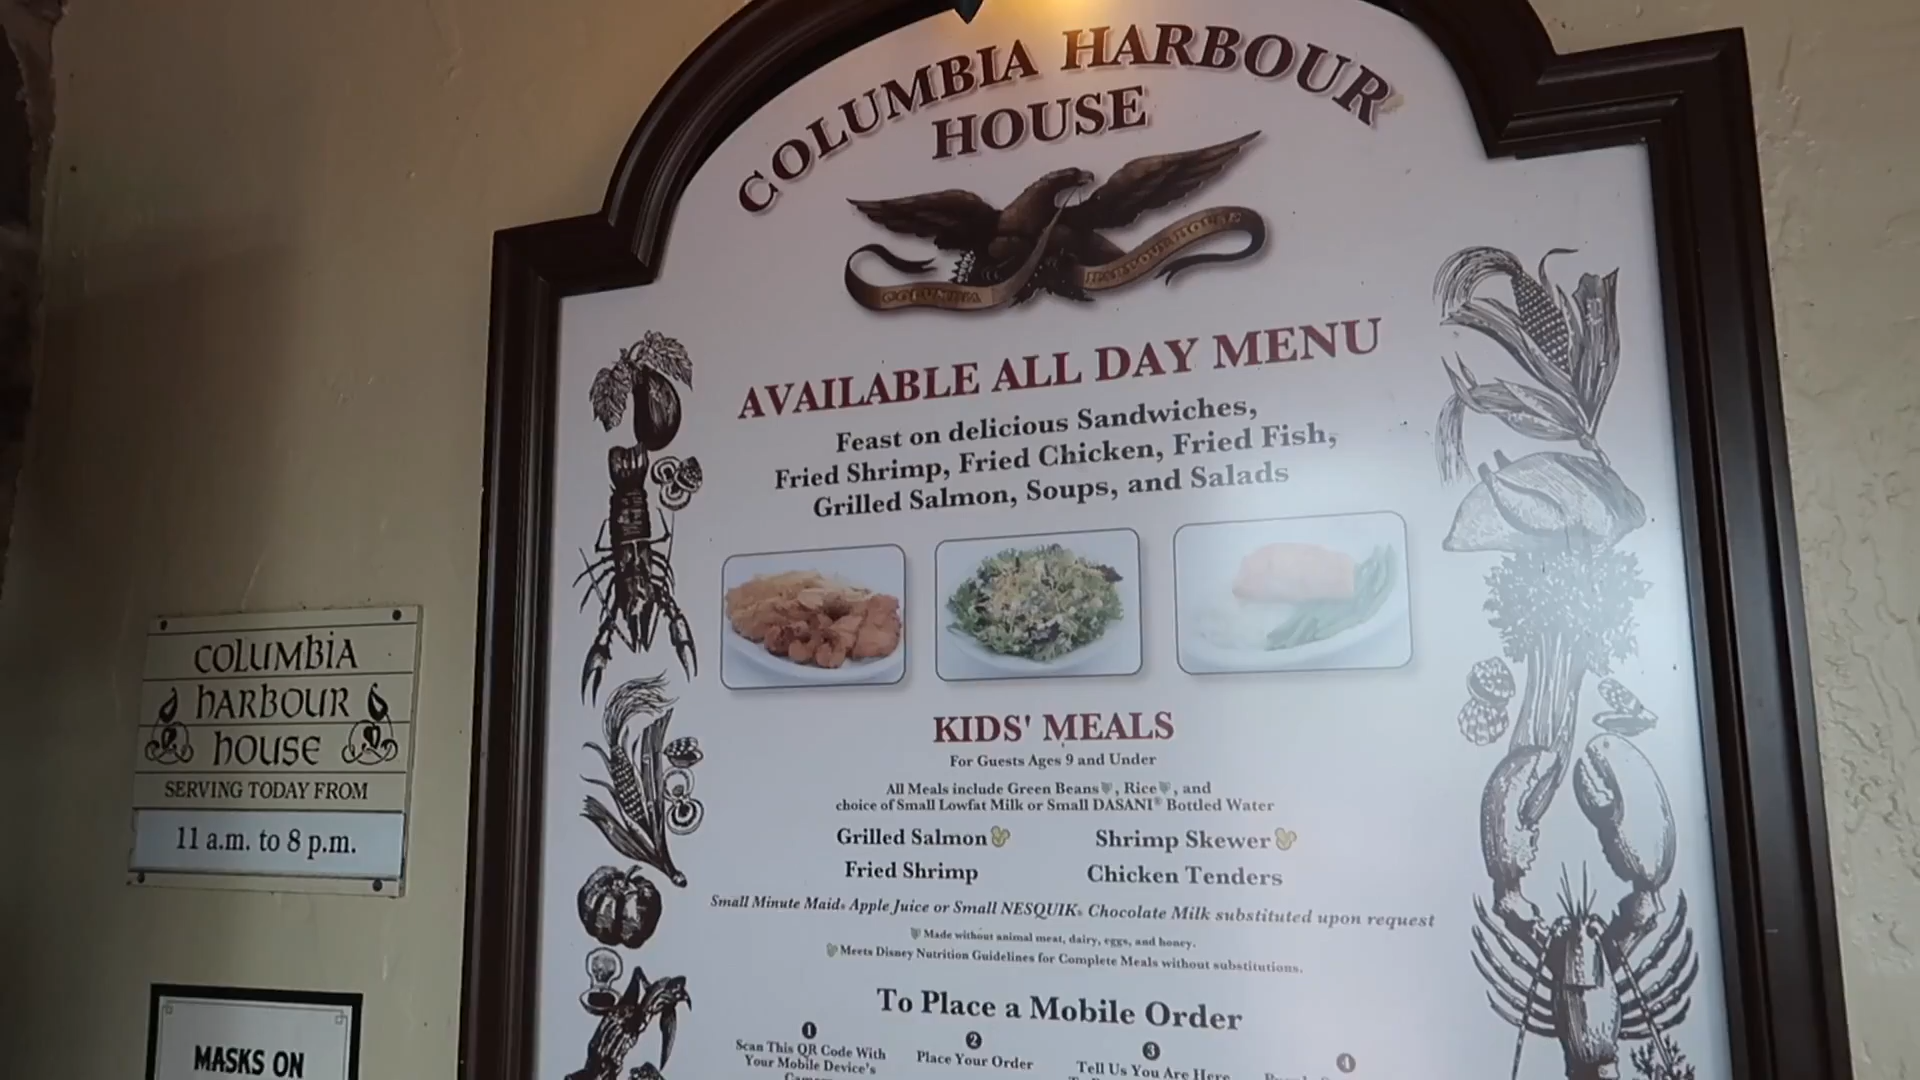 COLUMBIA HARBOUR
HOUSE
COLUMBIA HARBOUR HOUSE
AVAILABLE ALL DAY MENU
Feast on delicious Sandwiches,
Fried Shrimp, Fried Chicken, Fried Fish,
Grilled Salmon, Soups, and Salads
KIDS' MEALS
For Guests Ages 9 and Under
All Meals include Green Beans, Rice, and
choice of Small Lowfat Milk or Small DASANI® Bottled Water
Grilled Salmon Shrimp Skewer
Fried Shrimp Chicken Tenders
Small Minute Maid® Apple Juice or Small NESQUIK® Chocolate Milk substituted upon request
Made without animal meat, dairy, eggs, and honey.
Meets Disney Nutrition Guidelines for Complete Meals without substitutions.
To Place a Mobile Order
1
Scan This QR Code With
Your Mobile Device's
2
Place Your Order
3
Tell Us You Are Here
4
COLUMBIA
HARBOUR
HOUSE
SERVING TODAY FROM
11 a.m. to 8 p.m.
MASKS ON